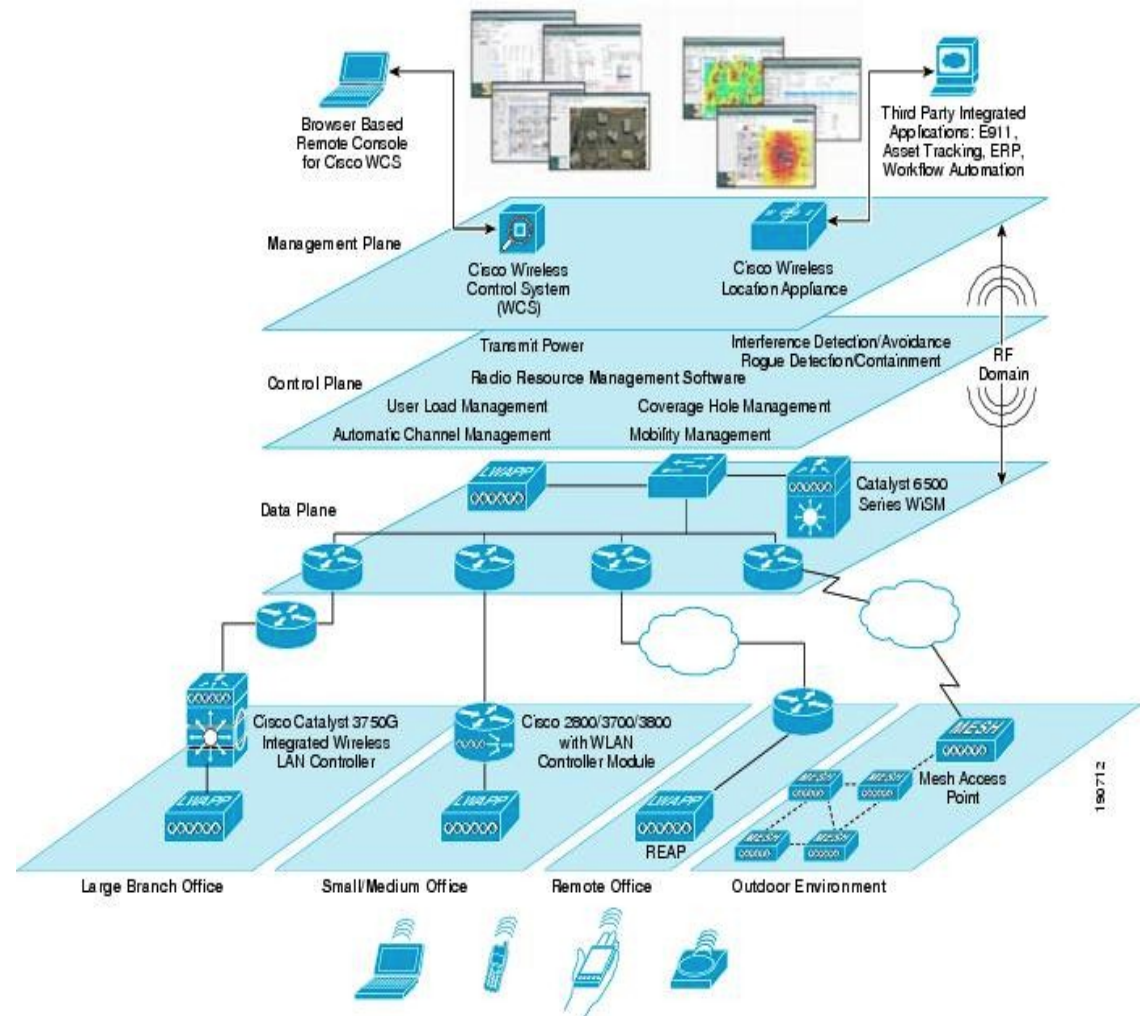 Browser Based
Remote Console
for Cisco WCS
Third Party Integrated
Applications: E911,
Asset Tracking, ERP,
Workflow Automation
Management Plane
Cisco Wireless
Control System
(WCS)
Cisco Wireless
Location Appliance
Transmit Power
Interference Detection/Avoidance
Rogue Detection/Containment
RF
Domain
Control Plane
Radio Resource Management Software
User Load Management
Coverage Hole Management
Automatic Channel Management
Mobility Management
LWAPP
Catalyst 6500
Series WiSM
Data Plane
Cisco Catalyst 3750G
Integrated Wireless
LAN Controller
Cisco 2800/3700/3800
with WLAN
Controller Module
MESH
Mesh Access
Point
MESH
MESH
MESH
MESH
LWAPP
LWAPP
LWAPP
REAP
Large Branch Office
Small/Medium Office
Remote Office
Outdoor Environment
190712